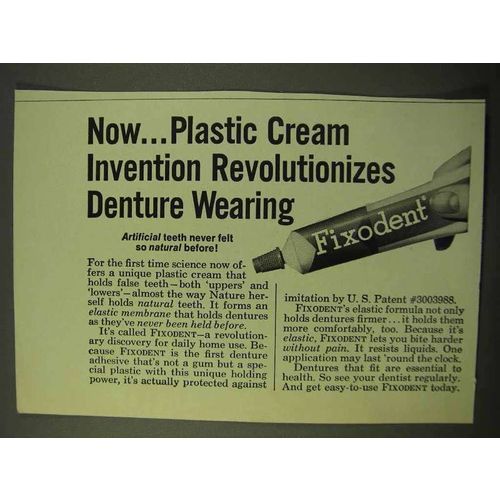 Now...Plastic Cream
Invention Revolutionizes
Denture Wearing
Artificial teeth never felt
so natural before!
Fixodent
For the first time science now of-
fers a unique plastic cream that
holds false teeth—both 'uppers' and
'lowers'—almost the way Nature her-
self holds natural teeth. It forms an
elastic membrane that holds dentures
as they've never been held before.
It's called FIXODENT—a revolution-
ary discovery for daily home use. Be-
cause FIXODENT is the first denture
adhesive that's not a gum but a spe-
cial plastic with this unique holding
power, it's actually protected against
imitation by U. S. Patent #3003988.
FIXODENT's elastic formula not only
holds dentures firmer...it holds them
more comfortably, too. Because it's
elastic, FIXODENT lets you bite harder
without pain. It resists liquids. One
application may last 'round the clock.
Dentures that fit are essential to
health. So see your dentist regularly.
And get easy-to-use FIXODENT today.